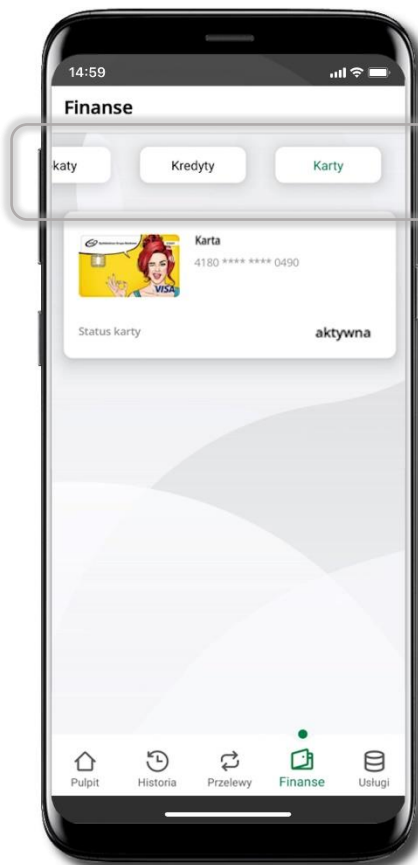 14:59
Finanse
katy
Kredyty
Karty
Karta
4180 **** **** 0490
VISA
Status karty
aktywna
Pulpit
Historia
Przelewy
Finanse
Usługi